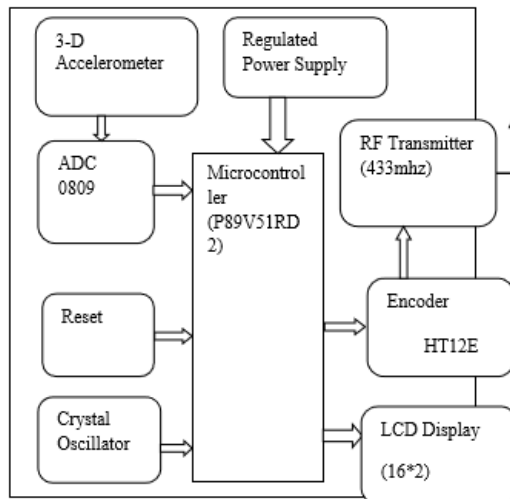 3-D
Accelerometer
Regulated
Power Supply
ADC
0809
Microcontrol
ler
(P89V51RD
2)
RF Transmitter
(433mhz)
Reset
Encoder
HT12E
Crystal
Oscillator
LCD Display
(16*2)